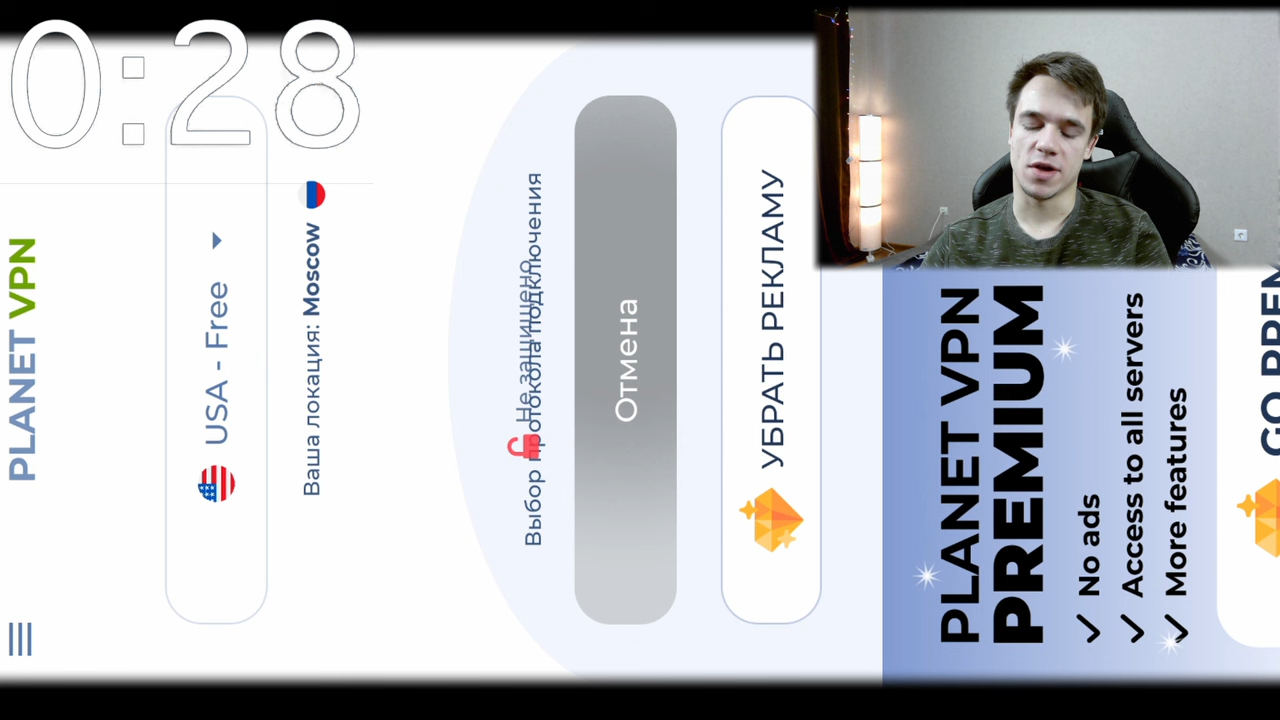 0:28
PLANET VPN
USA - Free
Ваша локация: Moscow
Не защищено
Выбор протокола подключения
Отмена
УБРАТЬ РЕКЛАМУ
PLANET VPN
PREMIUM
No ads
Access to all servers
More features